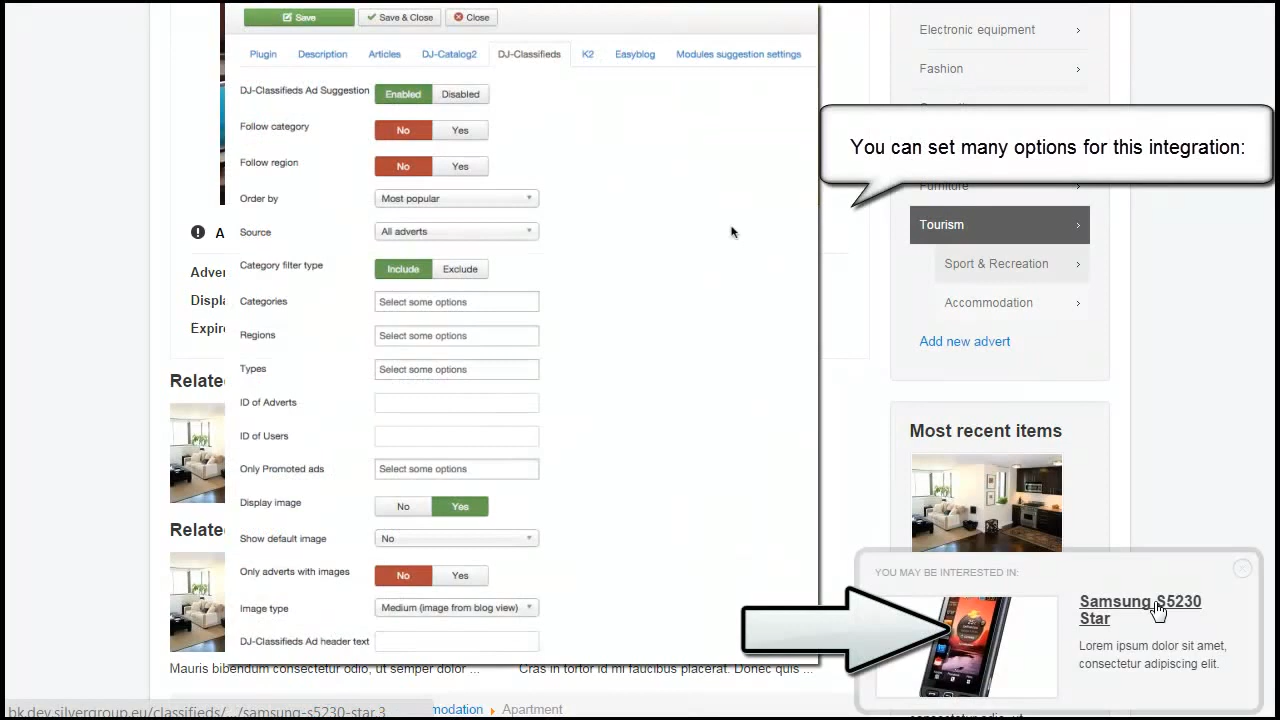 Save
Save & Close
Close
Plugin
Description
Articles
DJ-Catalog2
DJ-Classifieds
K2
Easyblog
Modules suggestion settings
DJ-Classifieds Ad Suggestion
Enabled
Disabled
Follow category
No
Yes
Follow region
No
Yes
Order by
Most popular
Source
All adverts
Category filter type
Include
Exclude
Categories
Select some options
Regions
Select some options
Types
Select some options
ID of Adverts
ID of Users
Only Promoted ads
Select some options
Display image
No
Yes
Show default image
No
Only adverts with images
No
Yes
Image type
Medium (image from blog view)
DJ-Classifieds Ad header text
Electronic equipment
Fashion
You can set many options for this integration:
Furniture
Tourism
Sport & Recreation
Accommodation
Add new advert
Most recent items
YOU MAY BE INTERESTED IN:
Samsung S5230
Star
Lorem ipsum dolor sit amet,
consectetur adipiscing elit.
A
Adver
Displa
Expire
Relate
Relate
Mauris bibendum consectetur odio, ut semper dolor ...
Cras in tortor id mi faucibus placerat. Donec quis ...
bk.dev.silvergroup.eu/classifieds/.../samsung-s5230-star,3
modation
Apartment